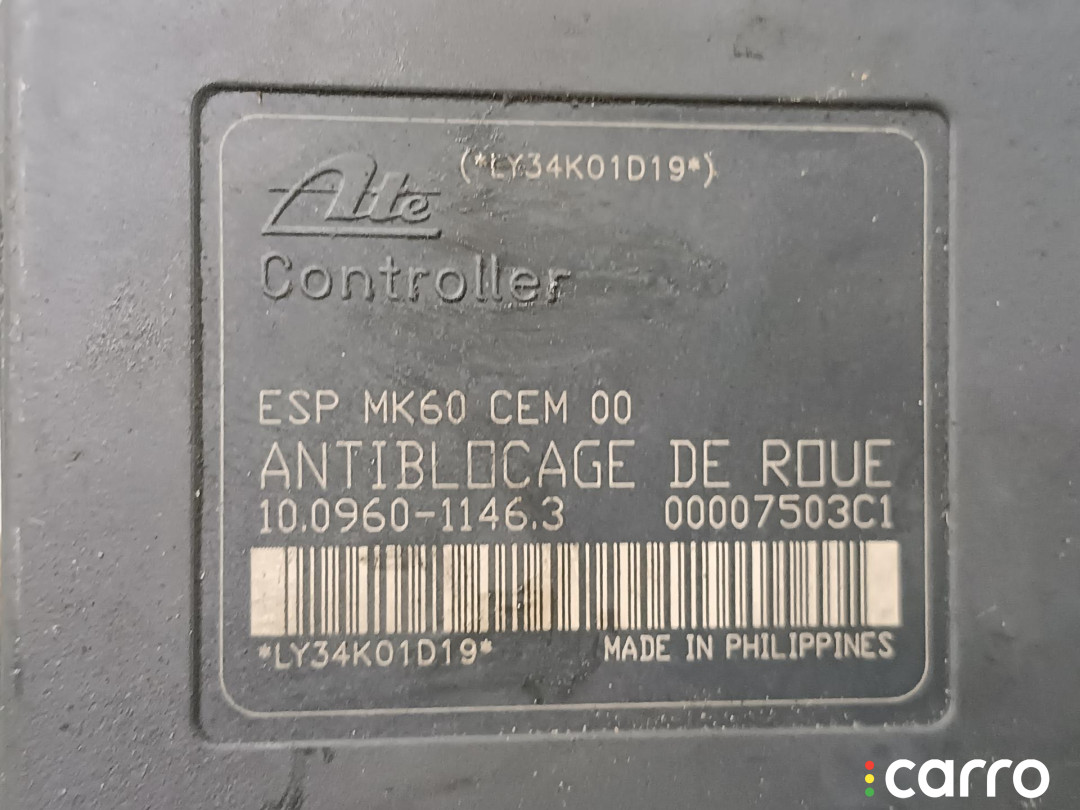 (*LY34K01D19*)
Ate
Controller
ESP MK60 CEM 00
ANTIBLOCAGE DE ROUE
10.0960-1146.3 00007503C1
*LY34K01D19*
MADE IN PHILIPPINES
carro